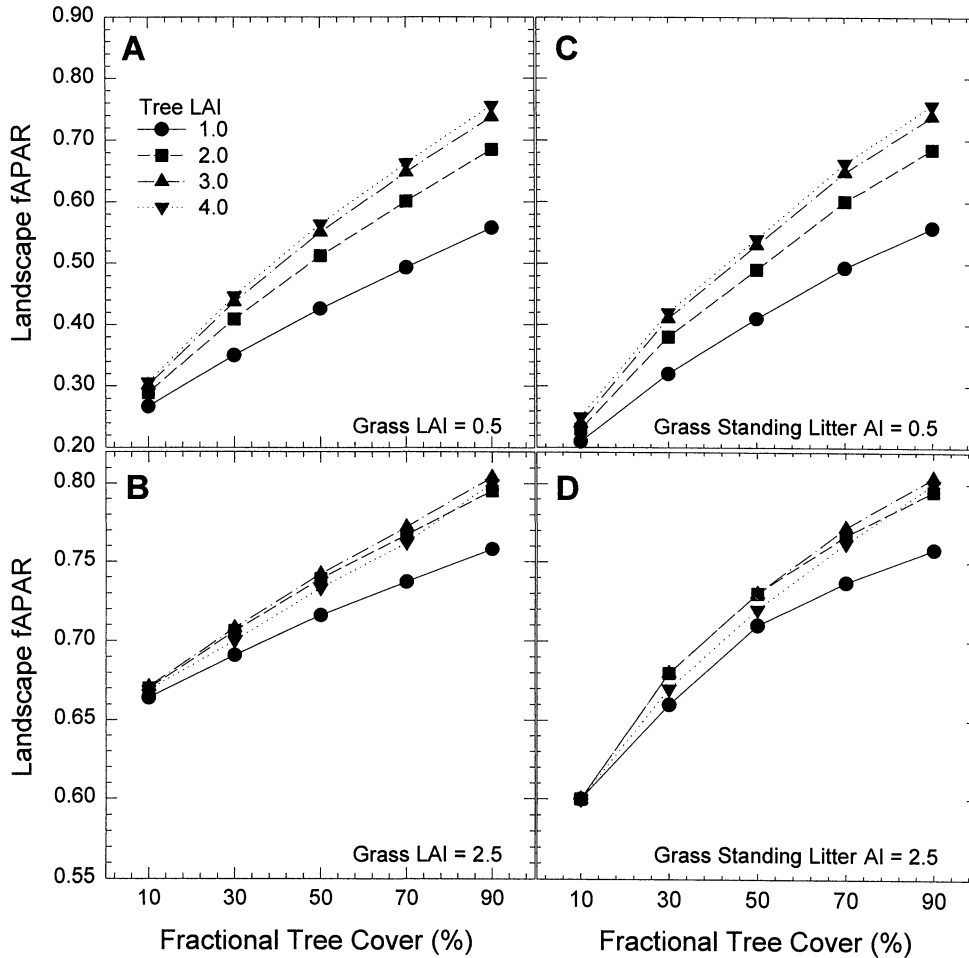 A
C
0.90
0.80
0.70
0.60
0.50
0.40
0.30
0.20
Landscape fAPAR
Tree LAI
1.0
2.0
3.0
4.0
Grass LAI = 0.5
Grass Standing Litter AI = 0.5
B
D
0.80
0.75
0.70
0.65
0.60
0.55
Landscape fAPAR
Grass LAI = 2.5
Grass Standing Litter AI = 2.5
10 30 50 70 90
10 30 50 70 90
Fractional Tree Cover (%)
Fractional Tree Cover (%)